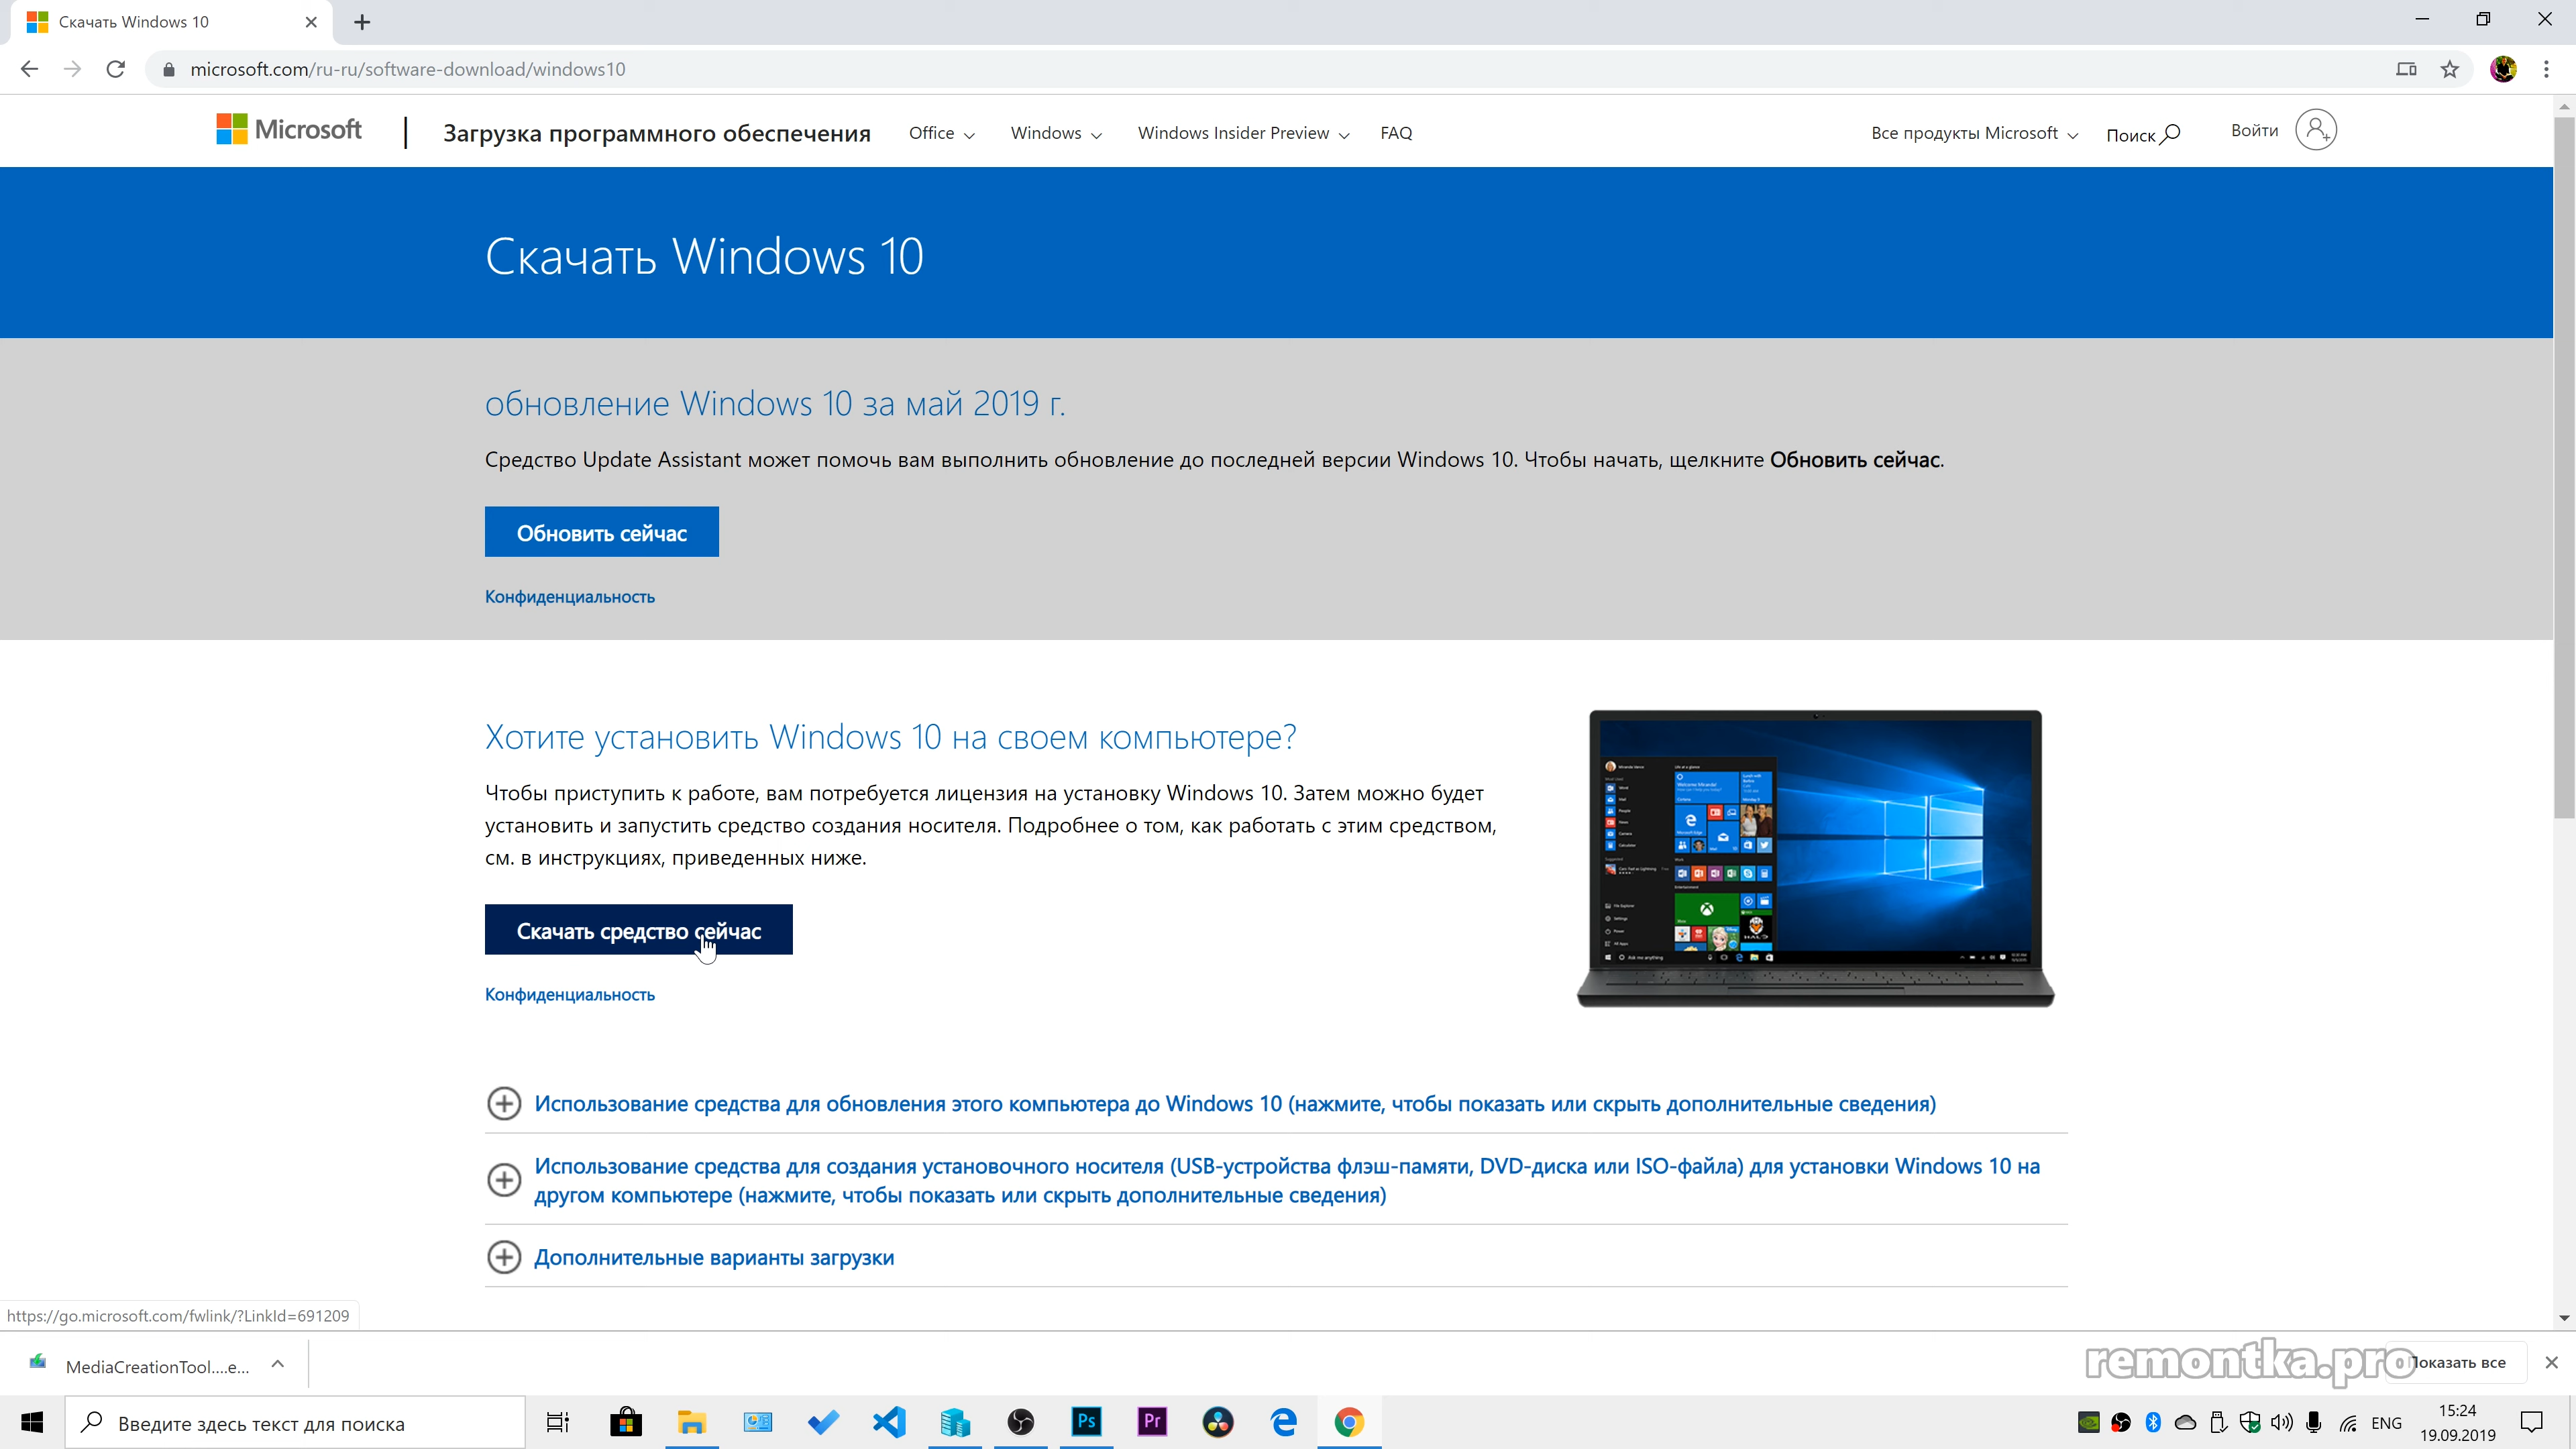 Скачать Windows 10
microsoft.com/ru-ru/software-download/windows10
Microsoft
Загрузка программного обеспечения
Office
Windows
Windows Insider Preview
FAQ
Все продукты Microsoft
Поиск
Войти
Скачать Windows 10
обновление Windows 10 за май 2019 г.
Средство Update Assistant может помочь вам выполнить обновление до последней версии Windows 10. Чтобы начать, щелкните Обновить сейчас.
Обновить сейчас
Конфиденциальность
Хотите установить Windows 10 на своем компьютере?
Чтобы приступить к работе, вам потребуется лицензия на установку Windows 10. Затем можно будет
установить и запустить средство создания носителя. Подробнее о том, как работать с этим средством,
см. в инструкциях, приведенных ниже.
Скачать средство сейчас
Конфиденциальность
Использование средства для обновления этого компьютера до Windows 10 (нажмите, чтобы показать или скрыть дополнительные сведения)
Использование средства для создания установочного носителя (USB-устройства флэш-памяти, DVD-диска или ISO-файла) для установки Windows 10 на
другом компьютере (нажмите, чтобы показать или скрыть дополнительные сведения)
Дополнительные варианты загрузки
https://go.microsoft.com/fwlink/?LinkId=691209
MediaCreationTool....e...
remontka.pro
Показать все
Введите здесь текст для поиска
Ps
Pr
ENG
15:24
19.09.2019